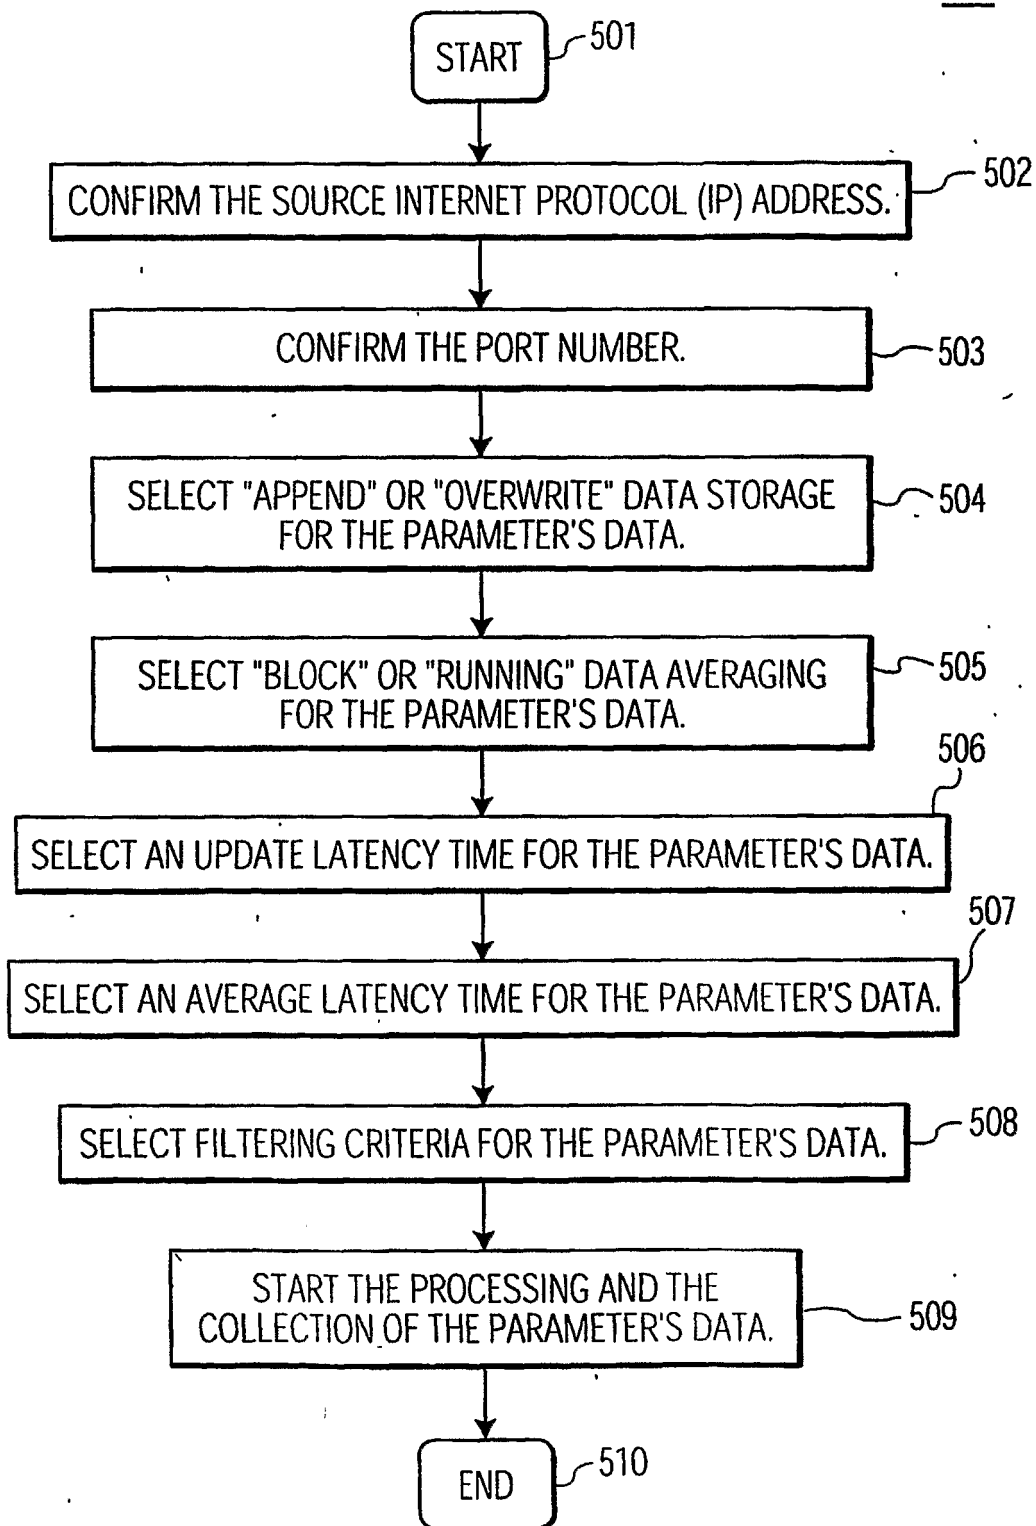 START
501
CONFIRM THE SOURCE INTERNET PROTOCOL (IP) ADDRESS.
502
CONFIRM THE PORT NUMBER.
503
SELECT "APPEND" OR "OVERWRITE" DATA STORAGE
FOR THE PARAMETER'S DATA.
504
SELECT "BLOCK" OR "RUNNING" DATA AVERAGING
FOR THE PARAMETER'S DATA.
505
506
SELECT AN UPDATE LATENCY TIME FOR THE PARAMETER'S DATA.
507
SELECT AN AVERAGE LATENCY TIME FOR THE PARAMETER'S DATA.
SELECT FILTERING CRITERIA FOR THE PARAMETER'S DATA.
508
START THE PROCESSING AND THE
COLLECTION OF THE PARAMETER'S DATA.
509
END
510